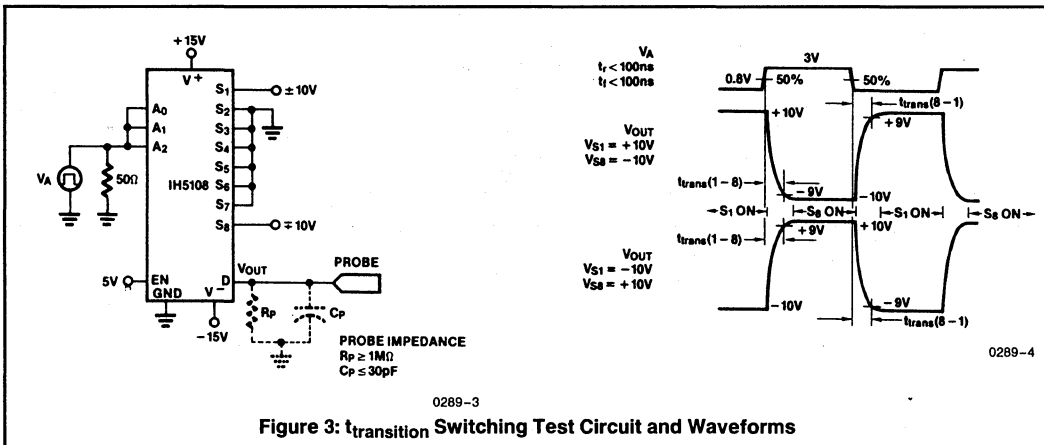 +15V
V+
A0
A1
A2
VA
50Ω
IH5108
S1
±10V
S2
S3
S4
S5
S6
S7
S8
∓10V
5V
EN
GND
VOUT
D
V−
−15V
RP
CP
PROBE
PROBE IMPEDANCE
RP ≥ 1MΩ
CP ≤ 30pF
0289–3
VA
tr < 100ns
tf < 100ns
0.8V
50%
3V
50%
ttrans(8 – 1)
+10V
+9V
VOUT
VS1 = +10V
VS8 = −10V
ttrans(1 – 8)
−9V
−10V
S1 ON
S8 ON
S1 ON
S8 ON
+10V
+9V
ttrans(1 – 8)
VOUT
VS1 = −10V
VS8 = +10V
−10V
−9V
ttrans(8 – 1)
0289–4
Figure 3: ttransition Switching Test Circuit and Waveforms